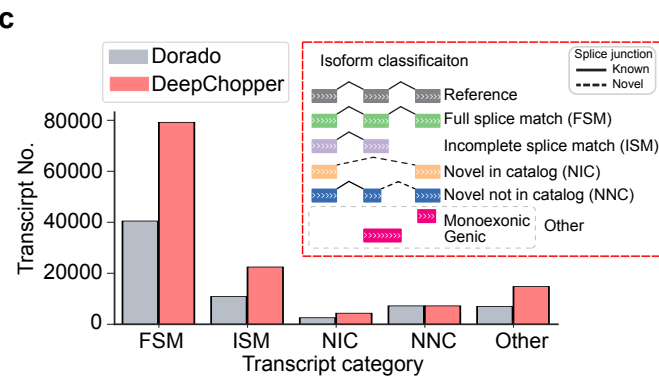 c
Dorado
DeepChopper
Isoform classificaiton
Splice junction
Known
Novel
Reference
Full splice match (FSM)
Incomplete splice match (ISM)
Novel in catalog (NIC)
Novel not in catalog (NNC)
Monoexonic
Genic
Other
Transcirpt No.
80000
60000
40000
20000
0
FSM
ISM
NIC
NNC
Other
Transcript category